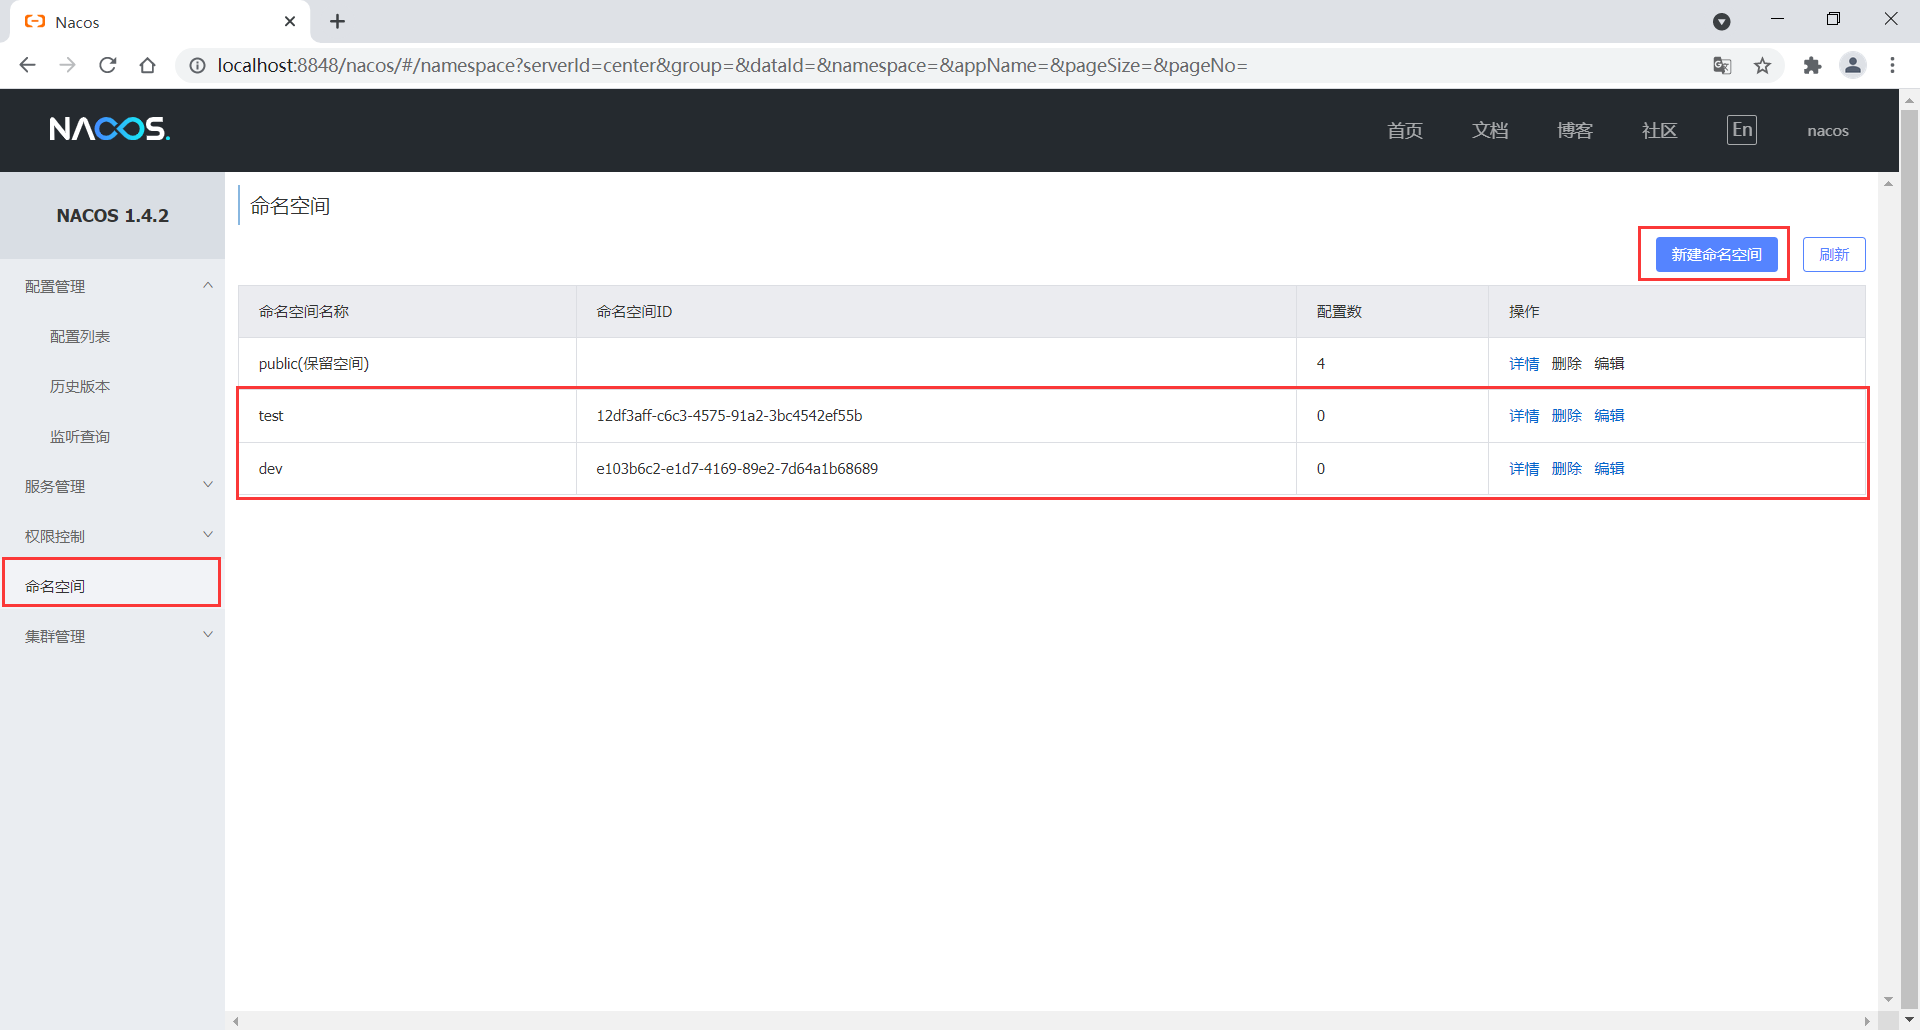 Nacos
localhost:8848/nacos/#/namespace?serverId=center&group=&dataId=&namespace=&appName=&pageSize=&pageNo=
NACOS.
首页 文档 博客 社区 En nacos
NACOS 1.4.2
配置管理
配置列表
历史版本
监听查询
服务管理
权限控制
命名空间
集群管理
命名空间
新建命名空间 刷新
命名空间名称 命名空间ID 配置数 操作
public(保留空间) 4 详情 删除 编辑
test 12df3aff-c6c3-4575-91a2-3bc4542ef55b 0 详情 删除 编辑
dev e103b6c2-e1d7-4169-89e2-7d64a1b68689 0 详情 删除 编辑